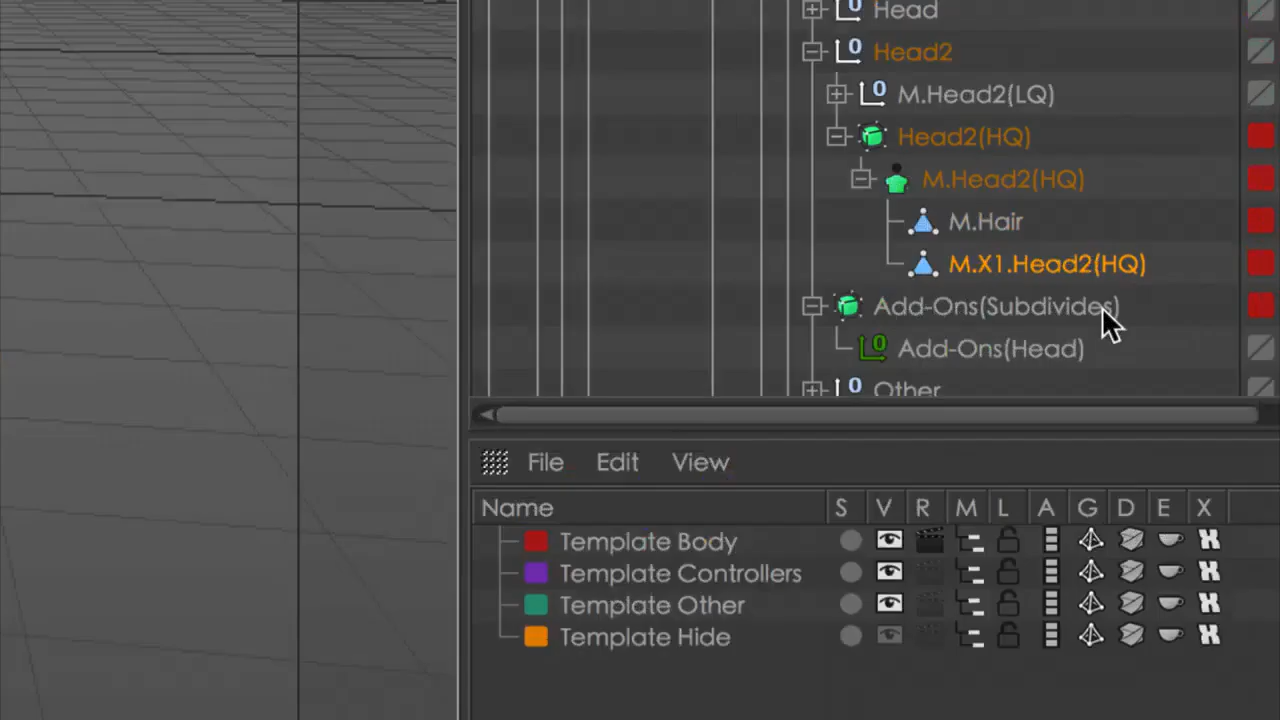 Head
Head2
M.Head2(LQ)
Head2(HQ)
M.Head2(HQ)
M.Hair
M.X1.Head2(HQ)
Add-Ons(Subdivides)
Add-Ons(Head)
Other
File Edit View
Name S V R M L A G D E X
Template Body
Template Controllers
Template Other
Template Hide